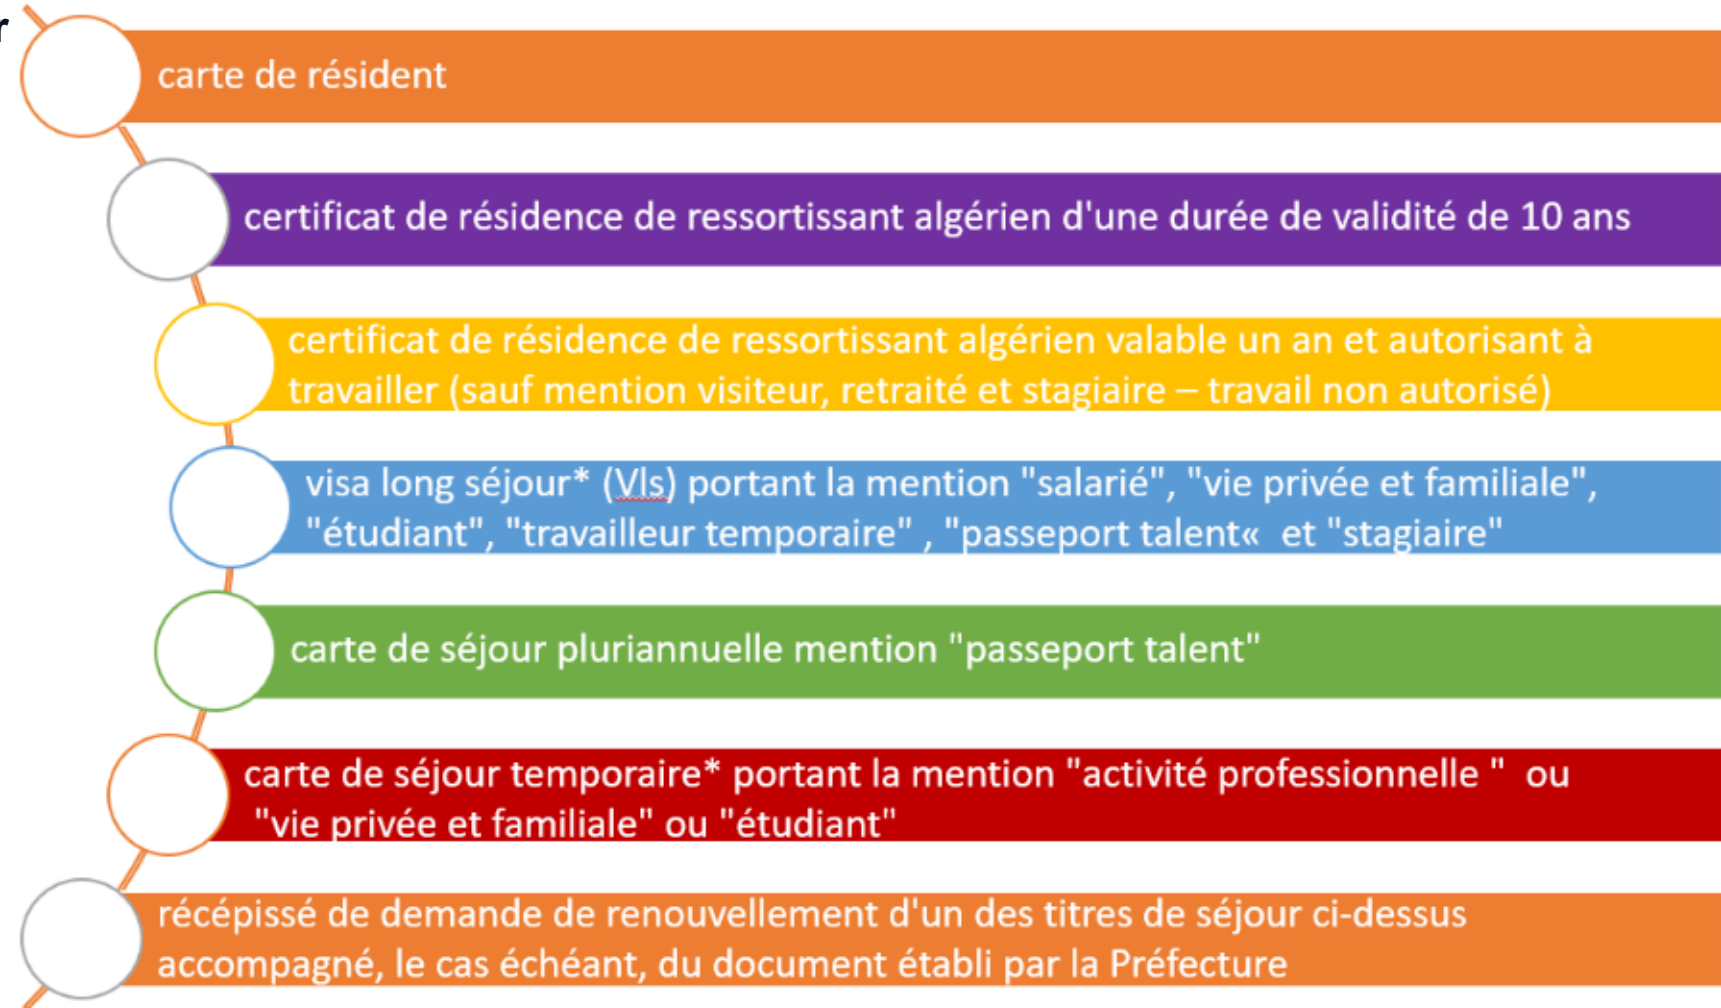 r
carte de résident
certificat de résidence de ressortissant algérien d'une durée de validité de 10 ans
certificat de résidence de ressortissant algérien valable un an et autorisant à
travailler (sauf mention visiteur, retraité et stagiaire – travail non autorisé)
visa long séjour* (Vls) portant la mention "salarié", "vie privée et familiale",
"étudiant", "travailleur temporaire" , "passeport talent« et "stagiaire"
carte de séjour pluriannuelle mention "passeport talent"
carte de séjour temporaire* portant la mention "activité professionnelle " ou
"vie privée et familiale" ou "étudiant"
récépissé de demande de renouvellement d'un des titres de séjour ci-dessus
accompagné, le cas échéant, du document établi par la Préfecture